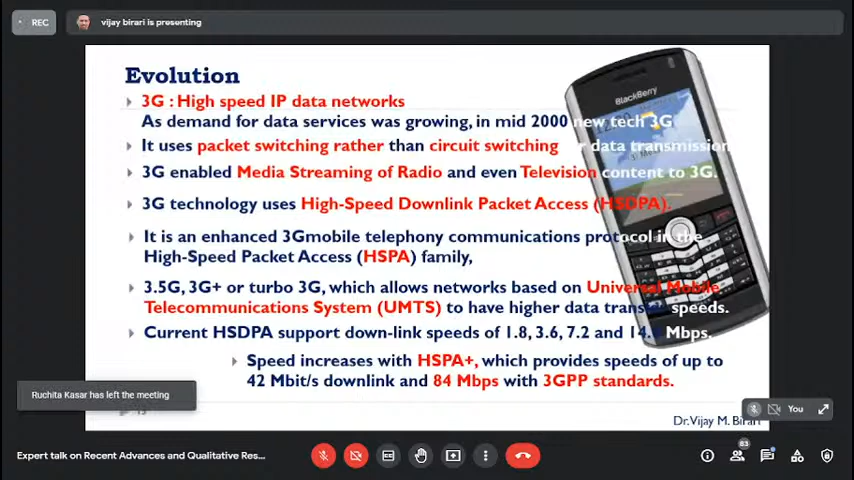 REC
vijay birari is presenting
Evolution
3G : High speed IP data networks
As demand for data services was growing, in mid 2000 new tech 3G
It uses packet switching rather than circuit switching for data transmission
3G enabled Media Streaming of Radio and even Television content to 3G.
BlackBerry
3G technology uses High-Speed Downlink Packet Access (HSDPA).
It is an enhanced 3Gmobile telephony communications protocol in the
High-Speed Packet Access (HSPA) family,
3.5G, 3G+ or turbo 3G, which allows networks based on Universal Mobile
Telecommunications System (UMTS) to have higher data transfer speeds.
Current HSDPA support down-link speeds of 1.8, 3.6, 7.2 and 14. Mbps.
Speed increases with HSPA+, which provides speeds of up to
42 Mbit/s downlink and 84 Mbps with 3GPP standards.
Ruchita Kasar has left the meeting
You
Dr.Vijay M. Birari
Expert talk on Recent Advances and Qualitative Res...
83